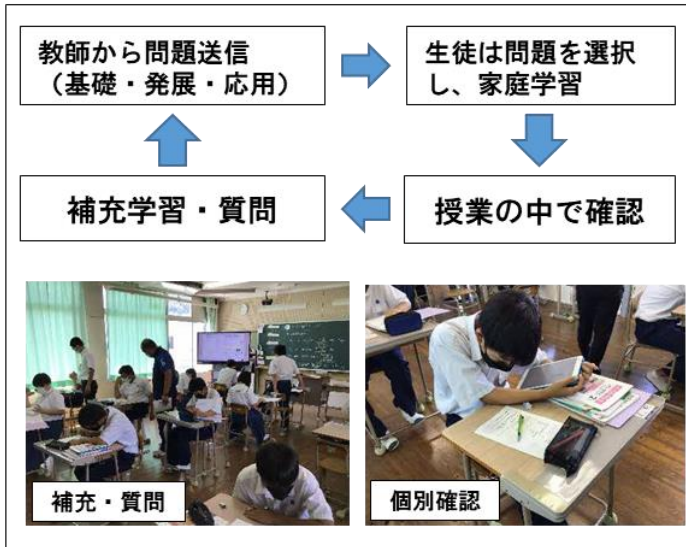 教師から問題送信
（基礎・発展・応用）
生徒は問題を選択
し、家庭学習
補充学習・質問
授業の中で確認
補充・質問
個別確認